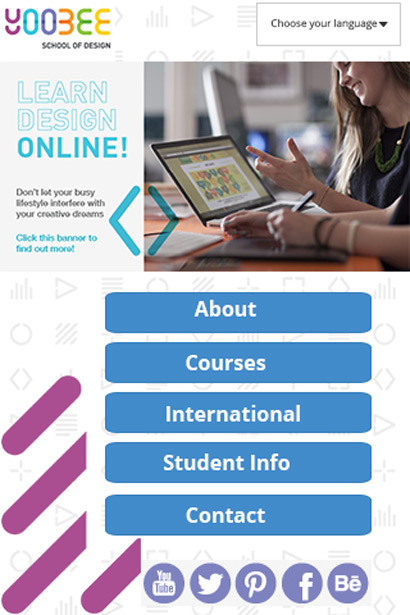 YOOBEE
SCHOOL OF DESIGN
Choose your language
LEARN
DESIGN
ONLINE!
Don't let your busy
lifestyle interfere with
your creative dreams
Click this banner to
find out more!
About
Courses
International
Student Info
Contact
You
Tube
Bē